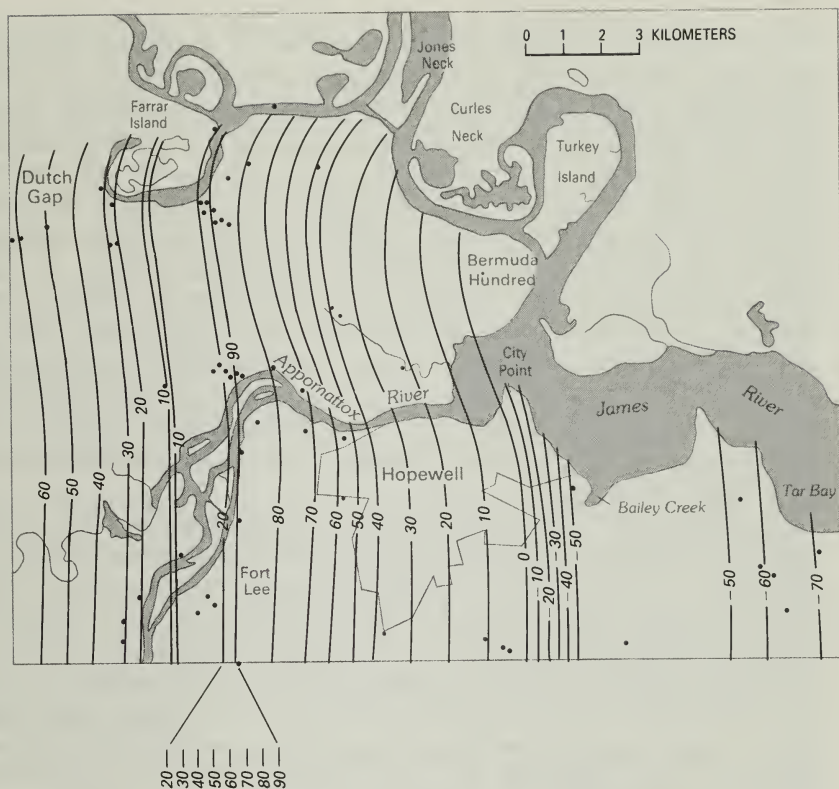 0 1 2 3 KILOMETERS
Jones
Neck
Farrar
Island
Curles
Neck
Turkey
Island
Dutch
Gap
Bermuda
Hundred
City
Point
Appomattox
River
James
River
Hopewell
Tar Bay
Bailey Creek
Fort
Lee
60
50
40
30
20
10
10
20
90
80
70
60
50
40
30
20
10
0
-10
-20
-30
-40
-50
-50
-60
-70
20
30
40
50
60
70
80
90